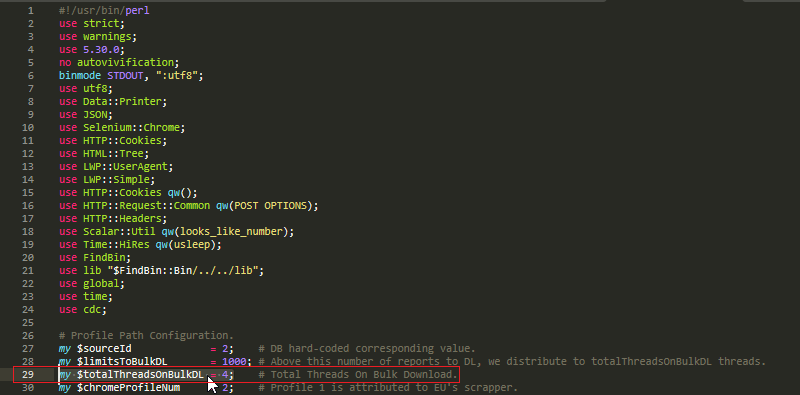 1 #!/usr/bin/perl
2 use strict;
3 use warnings;
4 use 5.30.0;
5 no autovivification;
6 binmode STDOUT, ":utf8";
7 use utf8;
8 use Data::Printer;
9 use JSON;
10 use Selenium::Chrome;
11 use HTTP::Cookies;
12 use HTML::Tree;
13 use LWP::UserAgent;
14 use LWP::Simple;
15 use HTTP::Cookies qw();
16 use HTTP::Request::Common qw(POST OPTIONS);
17 use HTTP::Headers;
18 use Scalar::Util qw(looks_like_number);
19 use Time::HiRes qw(usleep);
20 use FindBin;
21 use lib "$FindBin::Bin/../../lib";
22 use global;
23 use time;
24 use cdc;
25
26 # Profile Path Configuration.
27 my $sourceId = 2; # DB hard-coded corresponding value.
28 my $limitsToBulkDL = 1000; # Above this number of reports to DL, we distribute to totalThreadsOnBulkDL threads.
29 my $totalThreadsOnBulkDL = 4; # Total Threads On Bulk Download.
30 my $chromeProfileNum = 2; # Profile 1 is attributed to EU's scrapper.